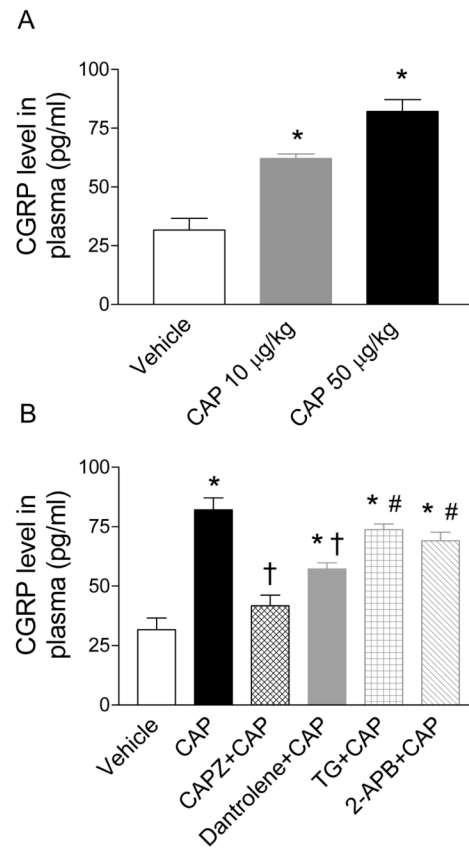 A
CGRP level in
plasma (pg/ml)
100
75
50
25
0
*
*
Vehicle
CAP 10 µg/kg
CAP 50 µg/kg
B
CGRP level in
plasma (pg/ml)
100
75
50
25
0
*
†
* †
* #
* #
Vehicle
CAP
CAPZ+CAP
Dantrolene+CAP
TG+CAP
2-APB+CAP